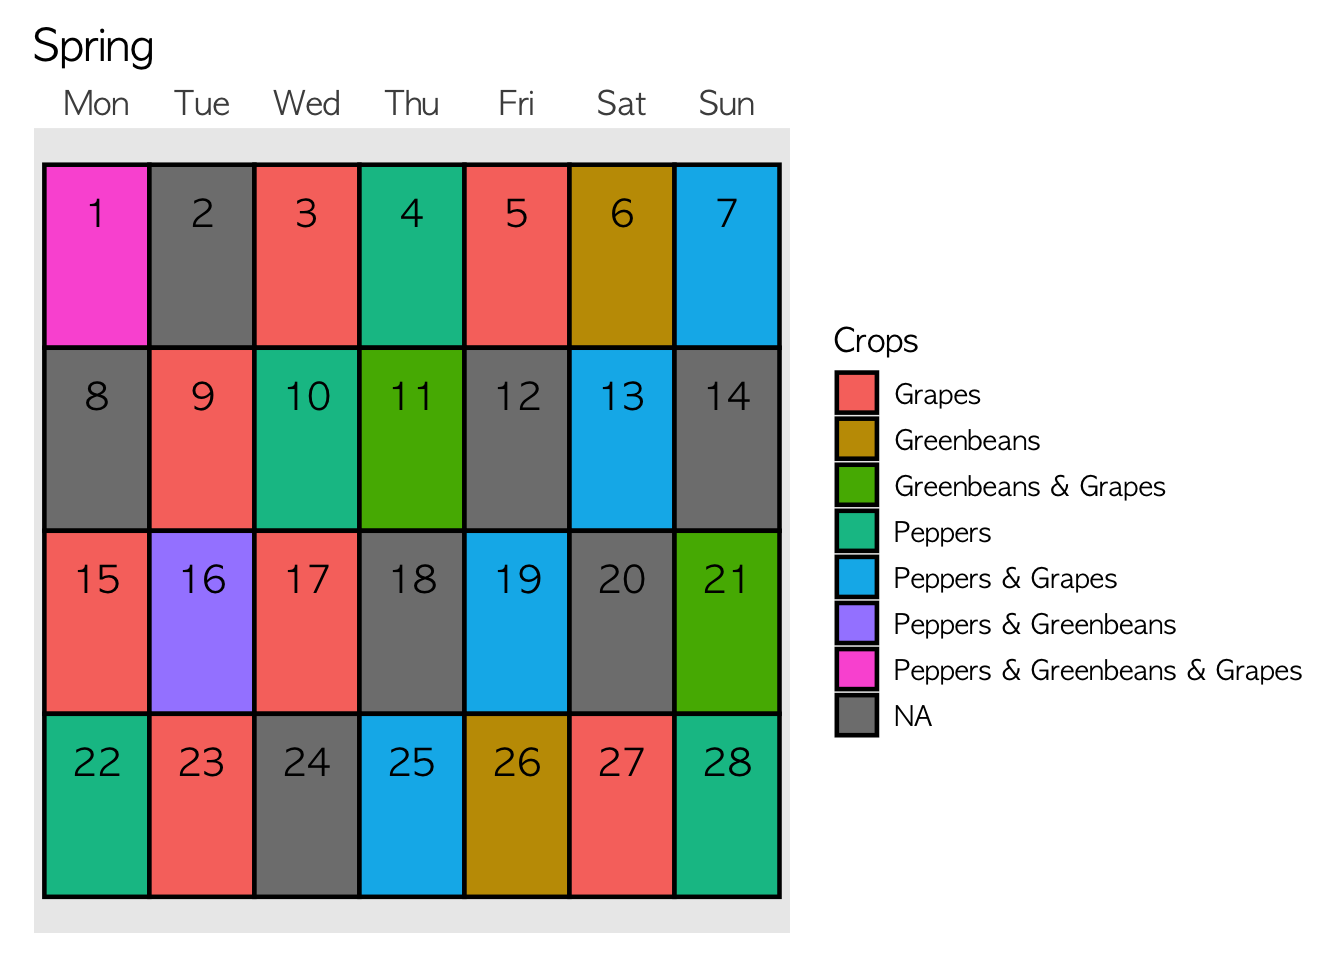 Spring
Mon Tue Wed Thu Fri Sat Sun
1 2 3 4 5 6 7
8 9 10 11 12 13 14
15 16 17 18 19 20 21
22 23 24 25 26 27 28
Crops
Grapes
Greenbeans
Greenbeans & Grapes
Peppers
Peppers & Grapes
Peppers & Greenbeans
Peppers & Greenbeans & Grapes
NA